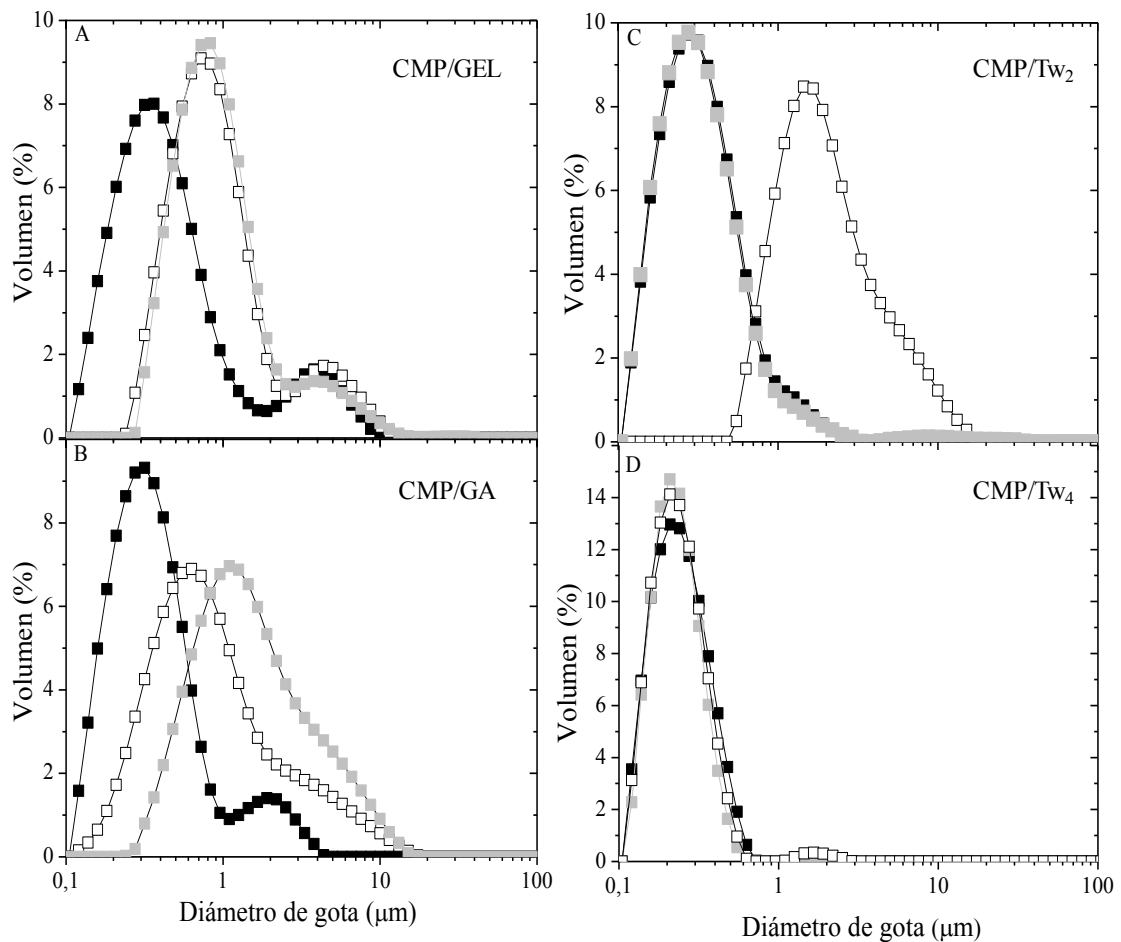 A
CMP/GEL
Volumen (%)
10
8
6
4
2
0
B
CMP/GA
Volumen (%)
8
6
4
2
0
0,1
1
10
100
Diámetro de gota (μm)
C
CMP/Tw2
Volumen (%)
10
8
6
4
2
0
D
CMP/Tw4
Volumen (%)
14
12
10
8
6
4
2
0
0,1
1
10
100
Diámetro de gota (μm)